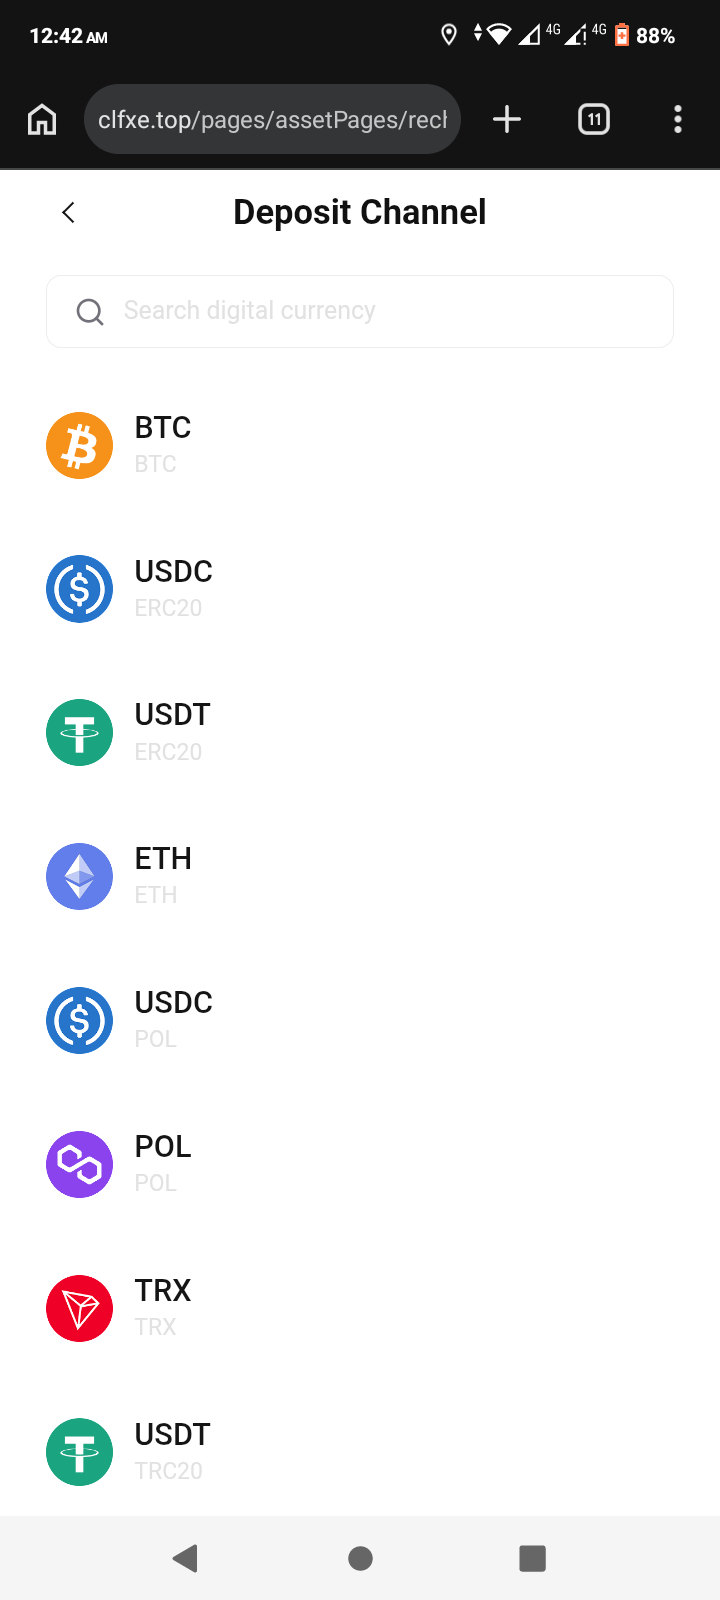 12:42 AM
4G 4G 88%
clfxe.top/pages/assetPages/rech
11
Deposit Channel
Search digital currency
BTC
BTC
USDC
ERC20
USDT
ERC20
ETH
ETH
USDC
POL
POL
POL
TRX
TRX
USDT
TRC20